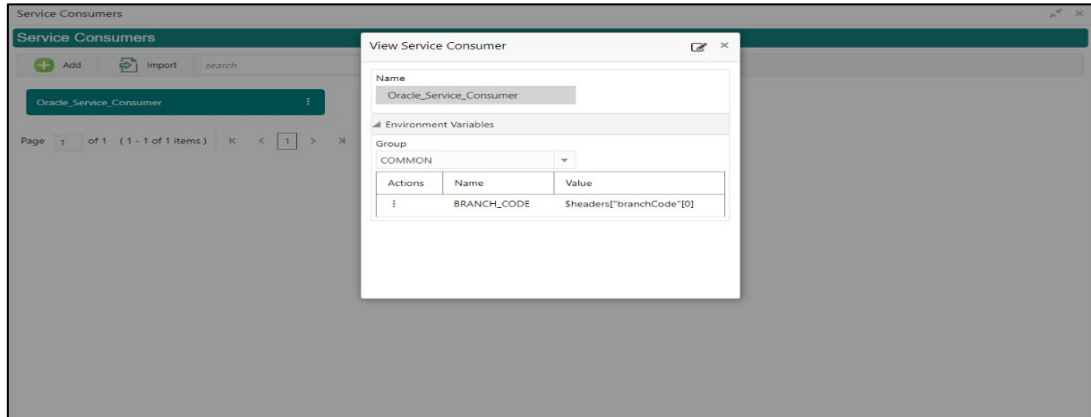 Service Consumers
Service Consumers
Add Import search
Oracle_Service_Consumer
Page 1 of 1 (1 - 1 of 1 items) K < 1 > >|
View Service Consumer
Name
Oracle_Service_Consumer
Environment Variables
Group
COMMON
Actions Name Value
BRANCH_CODE $headers["branchCode"[0]